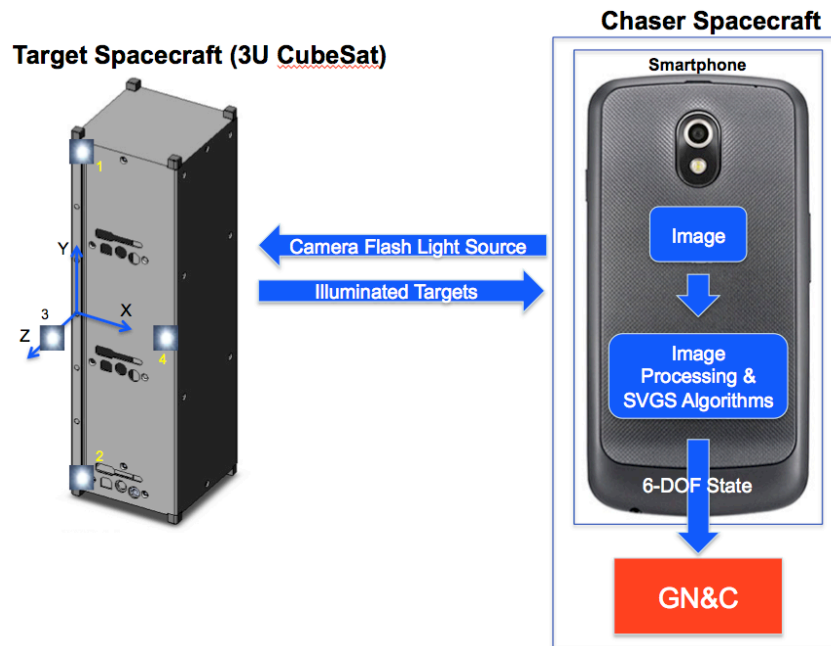 Chaser Spacecraft
Target Spacecraft (3U CubeSat)
Smartphone
1
Image
Y
Camera Flash Light Source
Illuminated Targets
X
3
Z
4
Image
Processing &
SVGS Algorithms
2
6-DOF State
GN&C